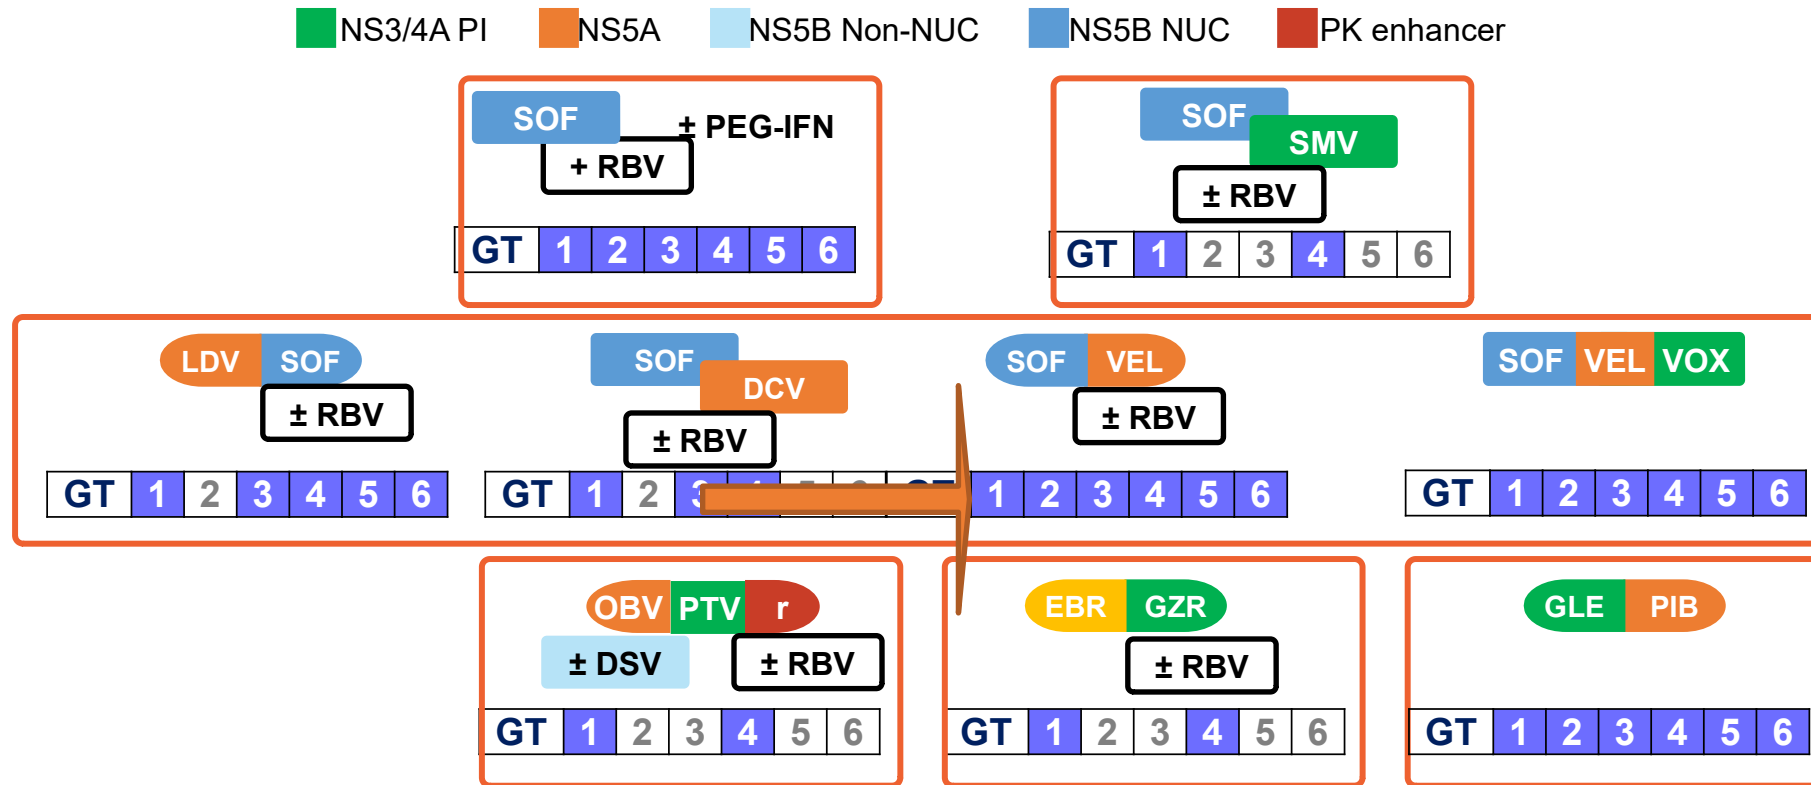 NS3/4A PI NS5A NS5B Non-NUC NS5B NUC PK enhancer
SOF ± PEG-IFN
+ RBV
GT 1 2 3 4 5 6
SOF
SMV
± RBV
GT 1 2 3 4 5 6
LDV SOF
± RBV
GT 1 2 3 4 5 6
SOF
DCV
± RBV
GT 1 2 3
SOF VEL
± RBV
1 2 3 4 5 6
SOF VEL VOX
GT 1 2 3 4 5 6
OBV PTV r
± DSV ± RBV
GT 1 2 3 4 5 6
EBR GZR
± RBV
GT 1 2 3 4 5 6
GLE PIB
GT 1 2 3 4 5 6